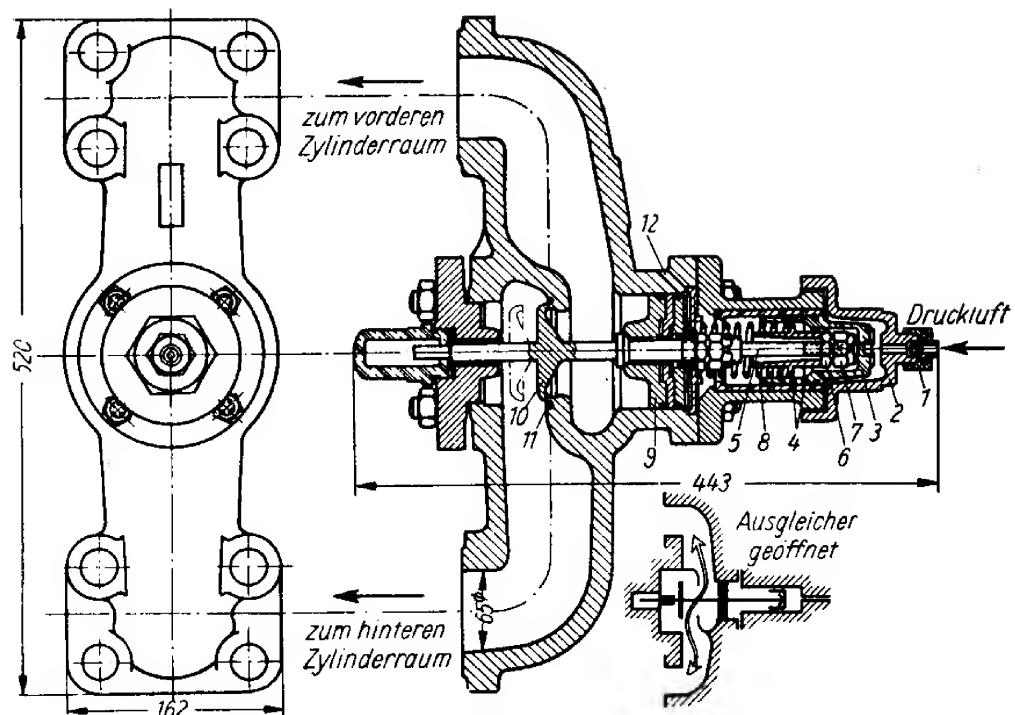 520
162
zum vorderen
Zylinderraum
zum hinteren
Zylinderraum
65⌀
10
11
12
9
5
8
4
6
7
3
2
1
Druckluft
443
Ausgleicher
geöffnet